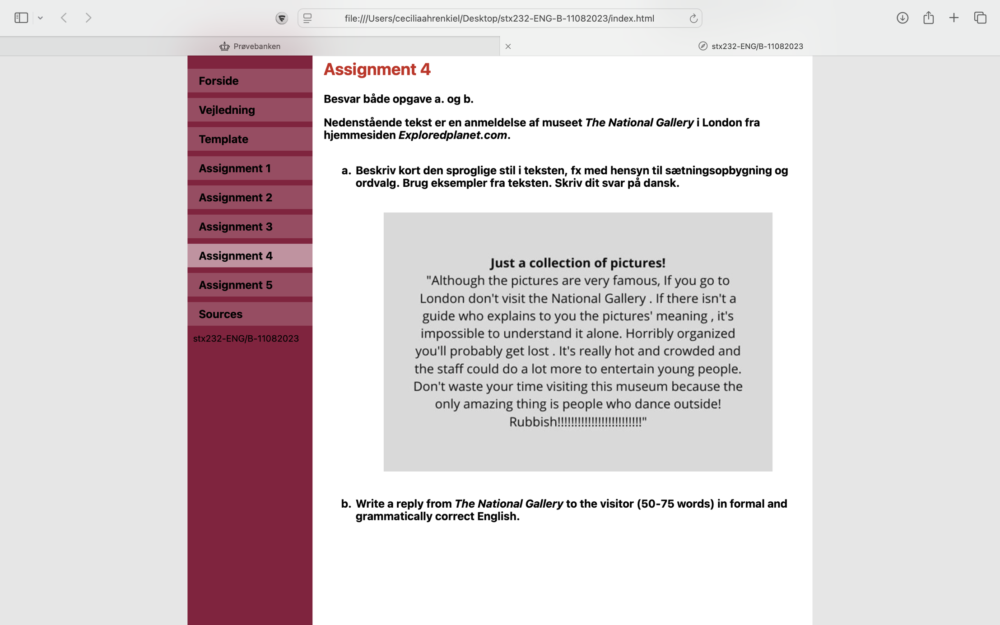 file:///Users/ceciliaahrenkiel/Desktop/stx232-ENG-B-11082023/index.html
Prøvebanken
stx232-ENG/B-11082023
Forside
Vejledning
Template
Assignment 1
Assignment 2
Assignment 3
Assignment 4
Assignment 5
Sources
stx232-ENG/B-11082023
Assignment 4
Besvar både opgave a. og b.
Nedenstående tekst er en anmeldelse af museet The National Gallery i London fra
hjemmesiden Exploredplanet.com.
a. Beskriv kort den sproglige stil i teksten, fx med hensyn til sætningsopbygning og
ordvalg. Brug eksempler fra teksten. Skriv dit svar på dansk.
Just a collection of pictures!
"Although the pictures are very famous, If you go to
London don't visit the National Gallery . If there isn't a
guide who explains to you the pictures' meaning , it's
impossible to understand it alone. Horribly organized
you'll probably get lost . It's really hot and crowded and
the staff could do a lot more to entertain young people.
Don't waste your time visiting this museum because the
only amazing thing is people who dance outside!
Rubbish!!!!!!!!!!!!!!!!!!!!!!!!!"
b. Write a reply from The National Gallery to the visitor (50-75 words) in formal and
grammatically correct English.